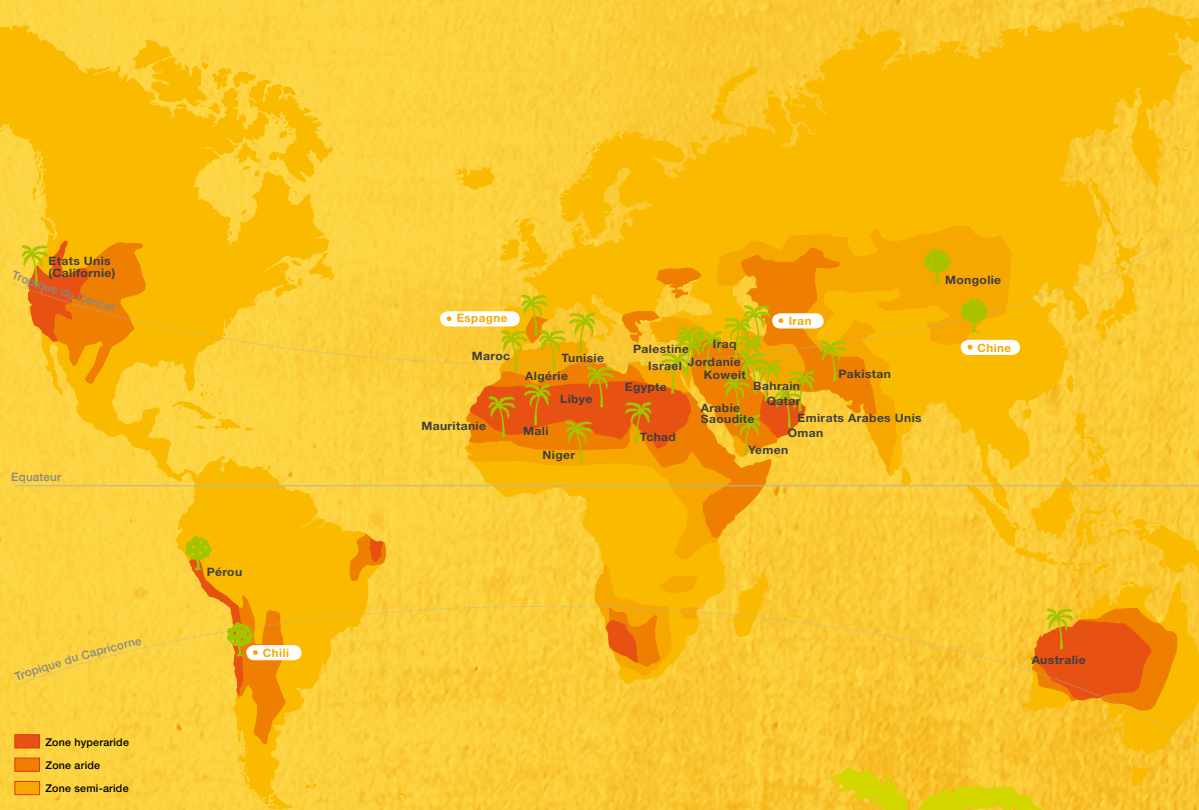 Etats Unis
(Californie)
Tropique du Cancer
Mongolie
Espagne
Iran
Chine
Maroc
Tunisie
Palestine
Iraq
Israel
Jordanie
Koweit
Pakistan
Algérie
Egypte
Bahrain
Libye
Qatar
Arabie
Saoudite
Emirats Arabes Unis
Mauritanie
Mali
Tchad
Oman
Niger
Yemen
Equateur
Pérou
Chili
Tropique du Capricorne
Australie
Zone hyperaride
Zone aride
Zone semi-aride